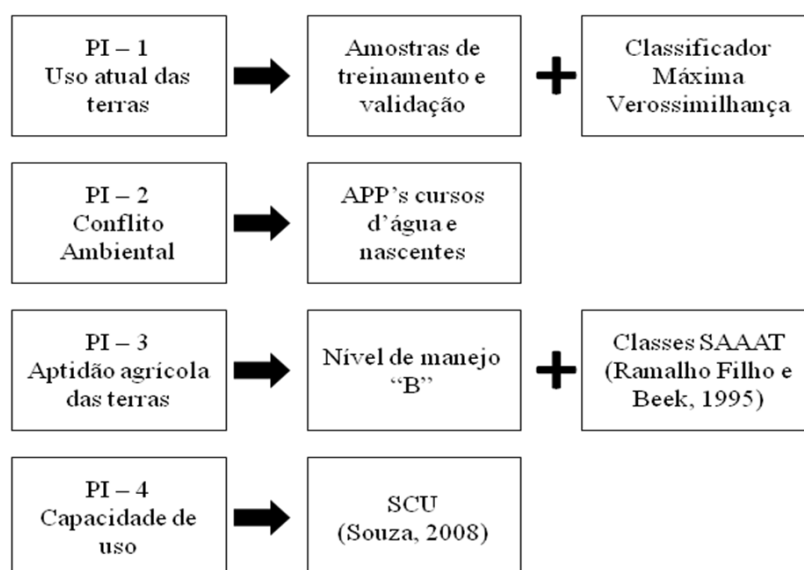 PI – 1
Uso atual das
terras
Amostras de
treinamento e
validação
Classificador
Máxima
Verossimilhança
PI – 2
Conflito
Ambiental
APP's cursos
d'água e
nascentes
PI – 3
Aptidão agrícola
das terras
Nível de manejo
“B”
Classes SAAAT
(Ramalho Filho e
Beek, 1995)
PI – 4
Capacidade de
uso
SCU
(Souza, 2008)